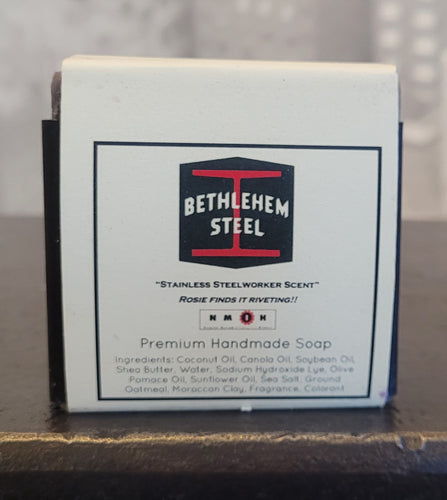 BETHLEHEM
STEEL
"STAINLESS STEELWORKER SCENT"
ROSIE FINDS IT RIVETING!!
NMIH
Premium Handmade Soap
Ingredients: Coconut Oil, Canola Oil, Soybean Oil,
Shea Butter, Water, Sodium Hydroxide Lye, Olive
Pomace Oil, Sunflower Oil, Sea Salt, Ground
Oatmeal, Moroccan Clay, Fragrance, Colorant